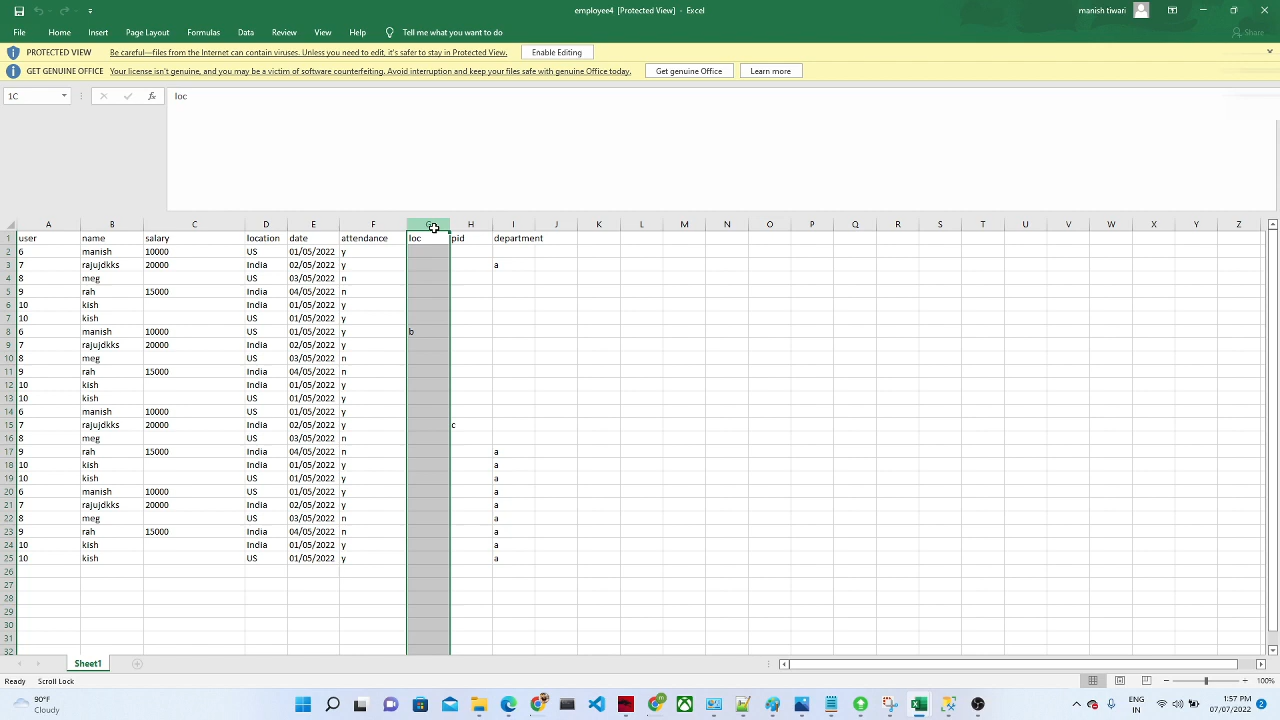 employee4 [Protected View] - Excel
manish tiwari
File Home Insert Page Layout Formulas Data Review View Help Tell me what you want to do Share
PROTECTED VIEW Be careful—files from the Internet can contain viruses. Unless you need to edit, it's safer to stay in Protected View. Enable Editing
GET GENUINE OFFICE Your license isn't genuine, and you may be a victim of software counterfeiting. Avoid interruption and keep your files safe with genuine Office today. Get genuine Office Learn more
1C fx loc
A B C D E F G H I J K L M N O P Q R S T U V W X Y Z
1 user name salary location date attendance loc pid department
2 6 manish 10000 US 01/05/2022 y
3 7 rajujdkks 20000 India 02/05/2022 y a
4 8 meg US 03/05/2022 n
5 9 rah 15000 India 04/05/2022 n
6 10 kish India 01/05/2022 y
7 10 kish US 01/05/2022 y
8 6 manish 10000 US 01/05/2022 y b
9 7 rajujdkks 20000 India 02/05/2022 y
10 8 meg US 03/05/2022 n
11 9 rah 15000 India 04/05/2022 n
12 10 kish India 01/05/2022 y
13 10 kish US 01/05/2022 y
14 6 manish 10000 US 01/05/2022 y
15 7 rajujdkks 20000 India 02/05/2022 y c
16 8 meg US 03/05/2022 n
17 9 rah 15000 India 04/05/2022 n a
18 10 kish India 01/05/2022 y a
19 10 kish US 01/05/2022 y a
20 6 manish 10000 US 01/05/2022 y a
21 7 rajujdkks 20000 India 02/05/2022 y a
22 8 meg US 03/05/2022 n a
23 9 rah 15000 India 04/05/2022 n a
24 10 kish India 01/05/2022 y a
25 10 kish US 01/05/2022 y a
26
27
28
29
30
31
32
Sheet1
Ready Scroll Lock 100%
90°F
Cloudy
ENG
IN
1:57 PM
07/07/2022